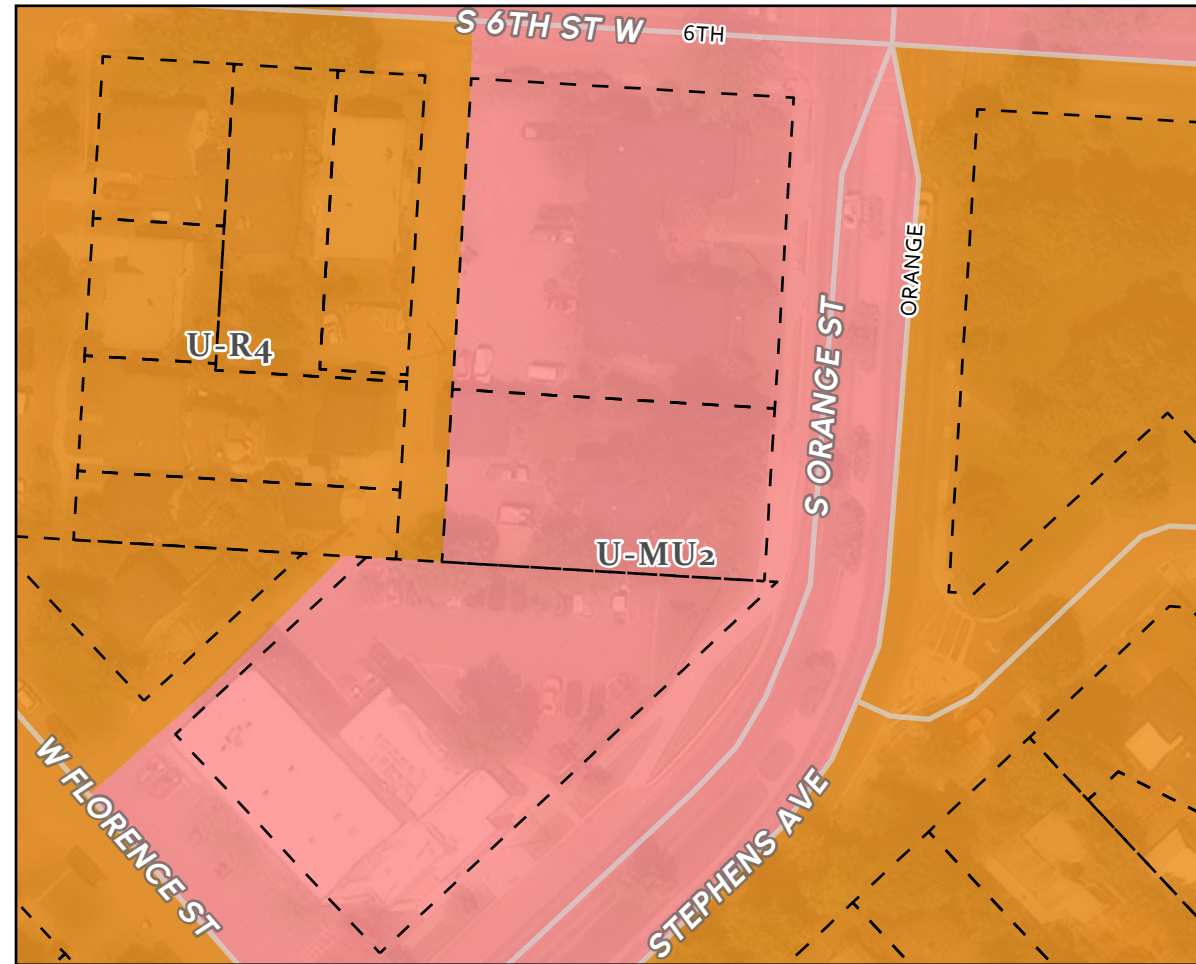 S 6TH ST W
6TH
ORANGE
S ORANGE ST
U-R4
U-MU2
W FLORENCE ST
STEPHENS AVE